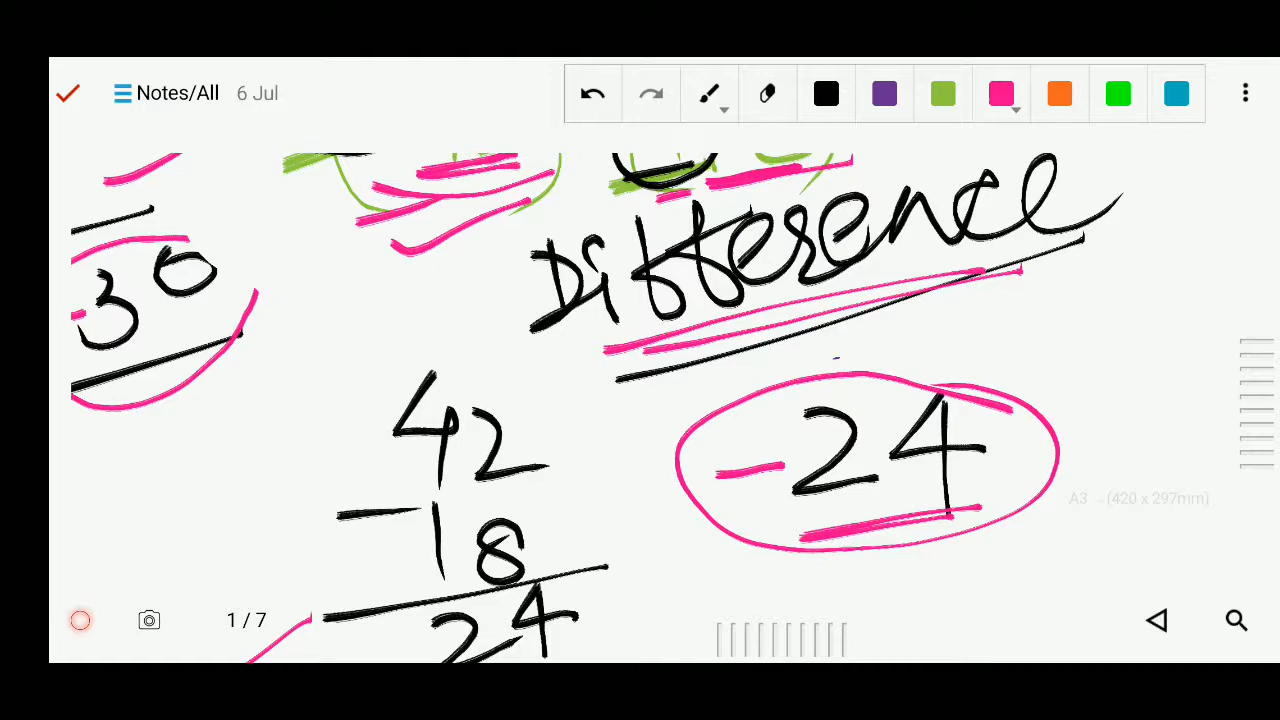 Notes/All 6 Jul
Difference
30
42
-18
24
-24
A3 - (420 x 297mm)
1 / 7